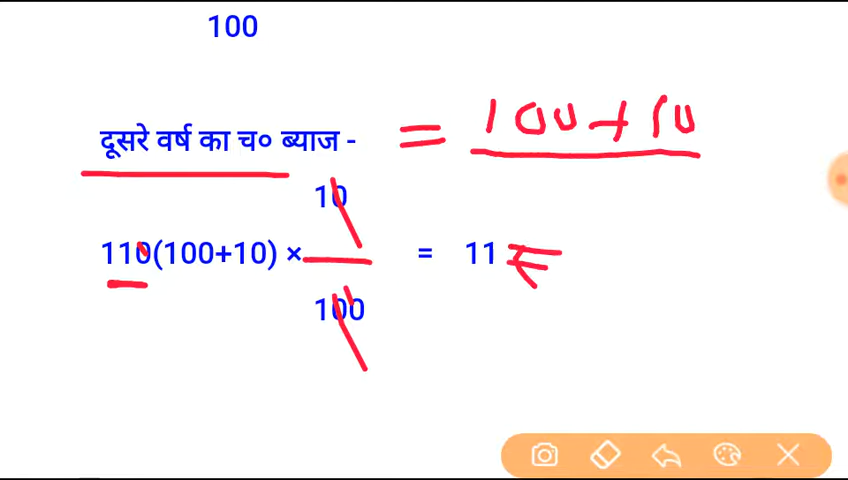 100
दूसरे वर्ष का च० ब्याज - = 100+10
10
110(100+10) × = 11 ₹
100